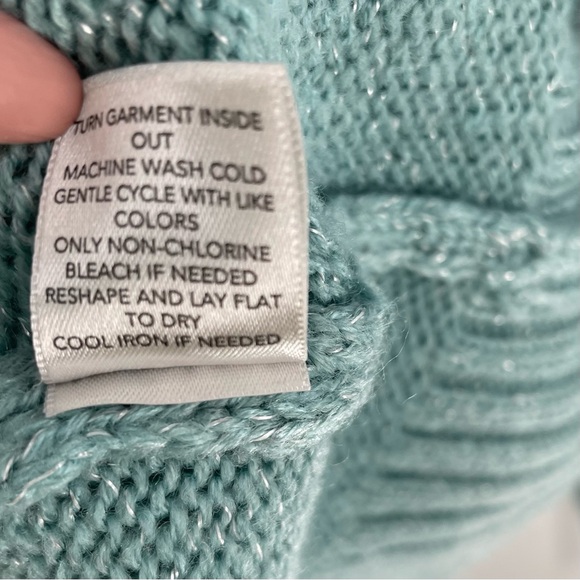 TURN GARMENT INSIDE
OUT
MACHINE WASH COLD
GENTLE CYCLE WITH LIKE
COLORS
ONLY NON-CHLORINE
BLEACH IF NEEDED
RESHAPE AND LAY FLAT
TO DRY
COOL IRON IF NEEDED